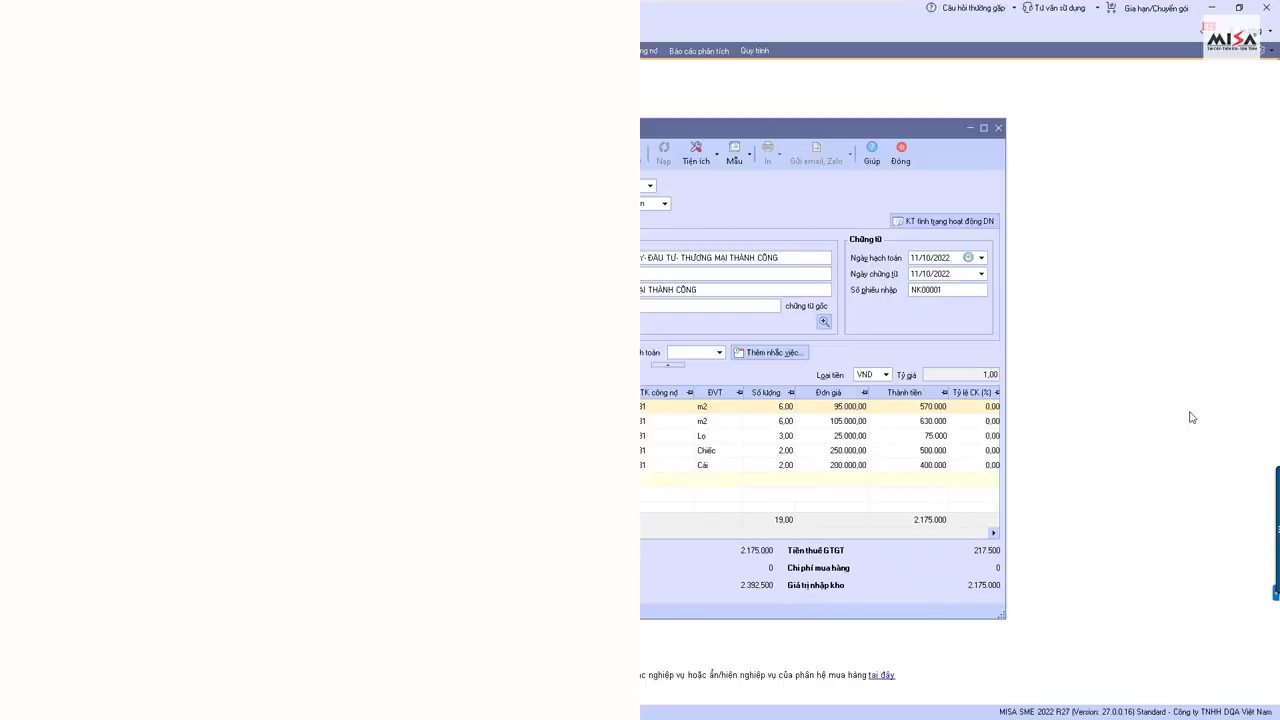 Câu hỏi thường gặp Tư vấn sử dụng Gia hạn/Chuyển gói
MISA
ng nợ Báo cáo phân tích Quy trình
Nạp Tiện ích Mẫu In Gửi email, Zalo Giúp Đóng
n
KT tình trạng hoạt động DN
Chứng từ
Y- ĐẦU TƯ- THƯƠNG MẠI THÀNH CÔNG Ngày hạch toán 11/10/2022
Ngày chứng từ 11/10/2022
ẠI THÀNH CÔNG Số phiếu nhập NK00001
chứng từ gốc
h toán Thêm nhắc việc...
Loại tiền VND Tỷ giá 1,00
TK công nợ ĐVT Số lượng Đơn giá Thành tiền Tỷ lệ CK (%)
31 m2 6,00 95.000,00 570.000 0,00
31 m2 6,00 105.000,00 630.000 0,00
31 Lọ 3,00 25.000,00 75.000 0,00
31 Chiếc 2,00 250.000,00 500.000 0,00
31 Cái 2,00 200.000,00 400.000 0,00
19,00 2.175.000
2.175.000 Tiền thuế GTGT 217.500
0 Chi phí mua hàng 0
2.392.500 Giá trị nhập kho 2.175.000
ác nghiệp vụ hoặc ẩn/hiện nghiệp vụ của phân hệ mua hàng tại đây
MISA SME 2022 R27 (Version: 27.0.0.16) Standard - Công ty TNHH DQA Việt Nam